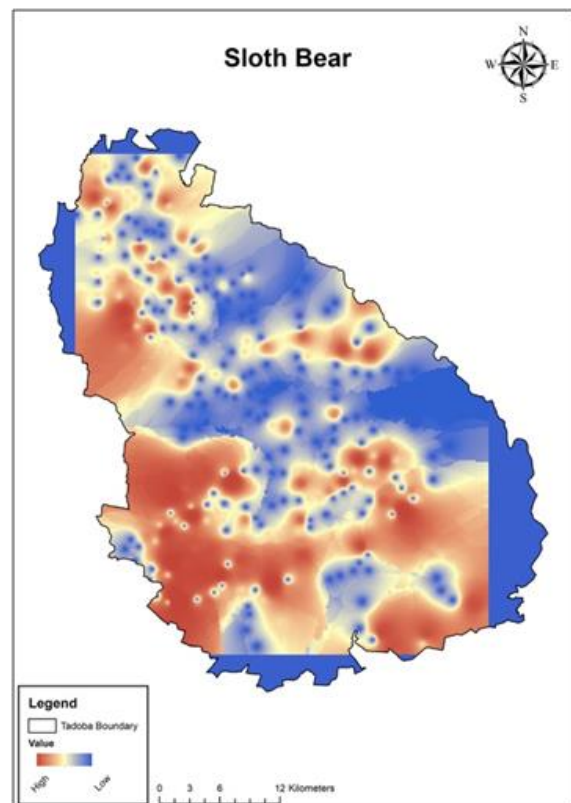 Sloth Bear
N
W E
S
Legend
Tadoba Boundary
Value
High Low
0 3 6 12 Kilometers